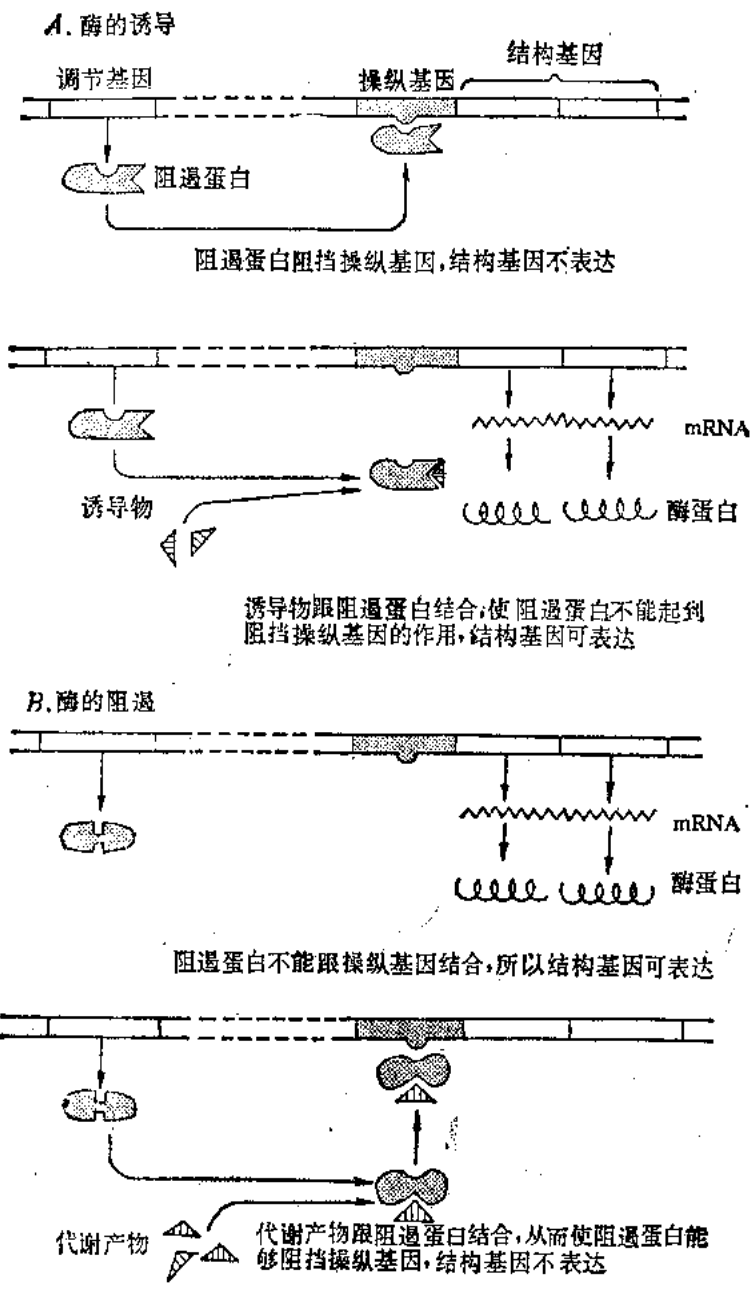 A. 酶的诱导
结构基因
调节基因
操纵基因
阻遏蛋白
阻遏蛋白阻挡操纵基因,结构基因不表达
mRNA
诱导物
酶蛋白
诱导物跟阻遏蛋白结合,使阻遏蛋白不能起到
阻挡操纵基因的作用,结构基因可表达
B. 酶的阻遏
mRNA
酶蛋白
阻遏蛋白不能跟操纵基因结合,所以结构基因可表达
代谢产物
代谢产物跟阻遏蛋白结合,从而使阻遏蛋白能
够阻挡操纵基因,结构基因不表达